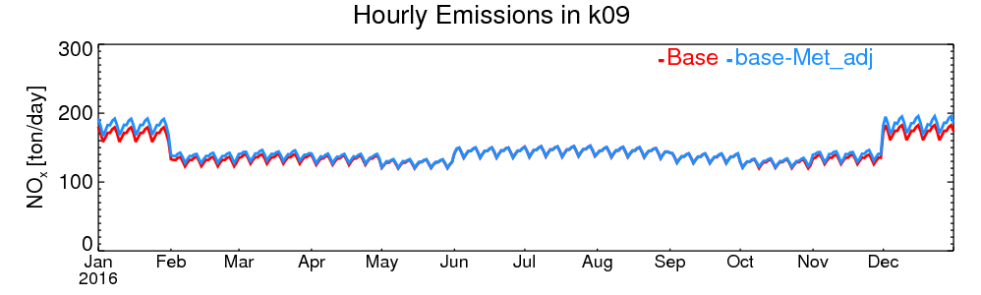 Hourly Emissions in k09
300
200
100
0
NOx [ton/day]
Base base-Met_adj
Jan Feb Mar Apr May Jun Jul Aug Sep Oct Nov Dec
2016